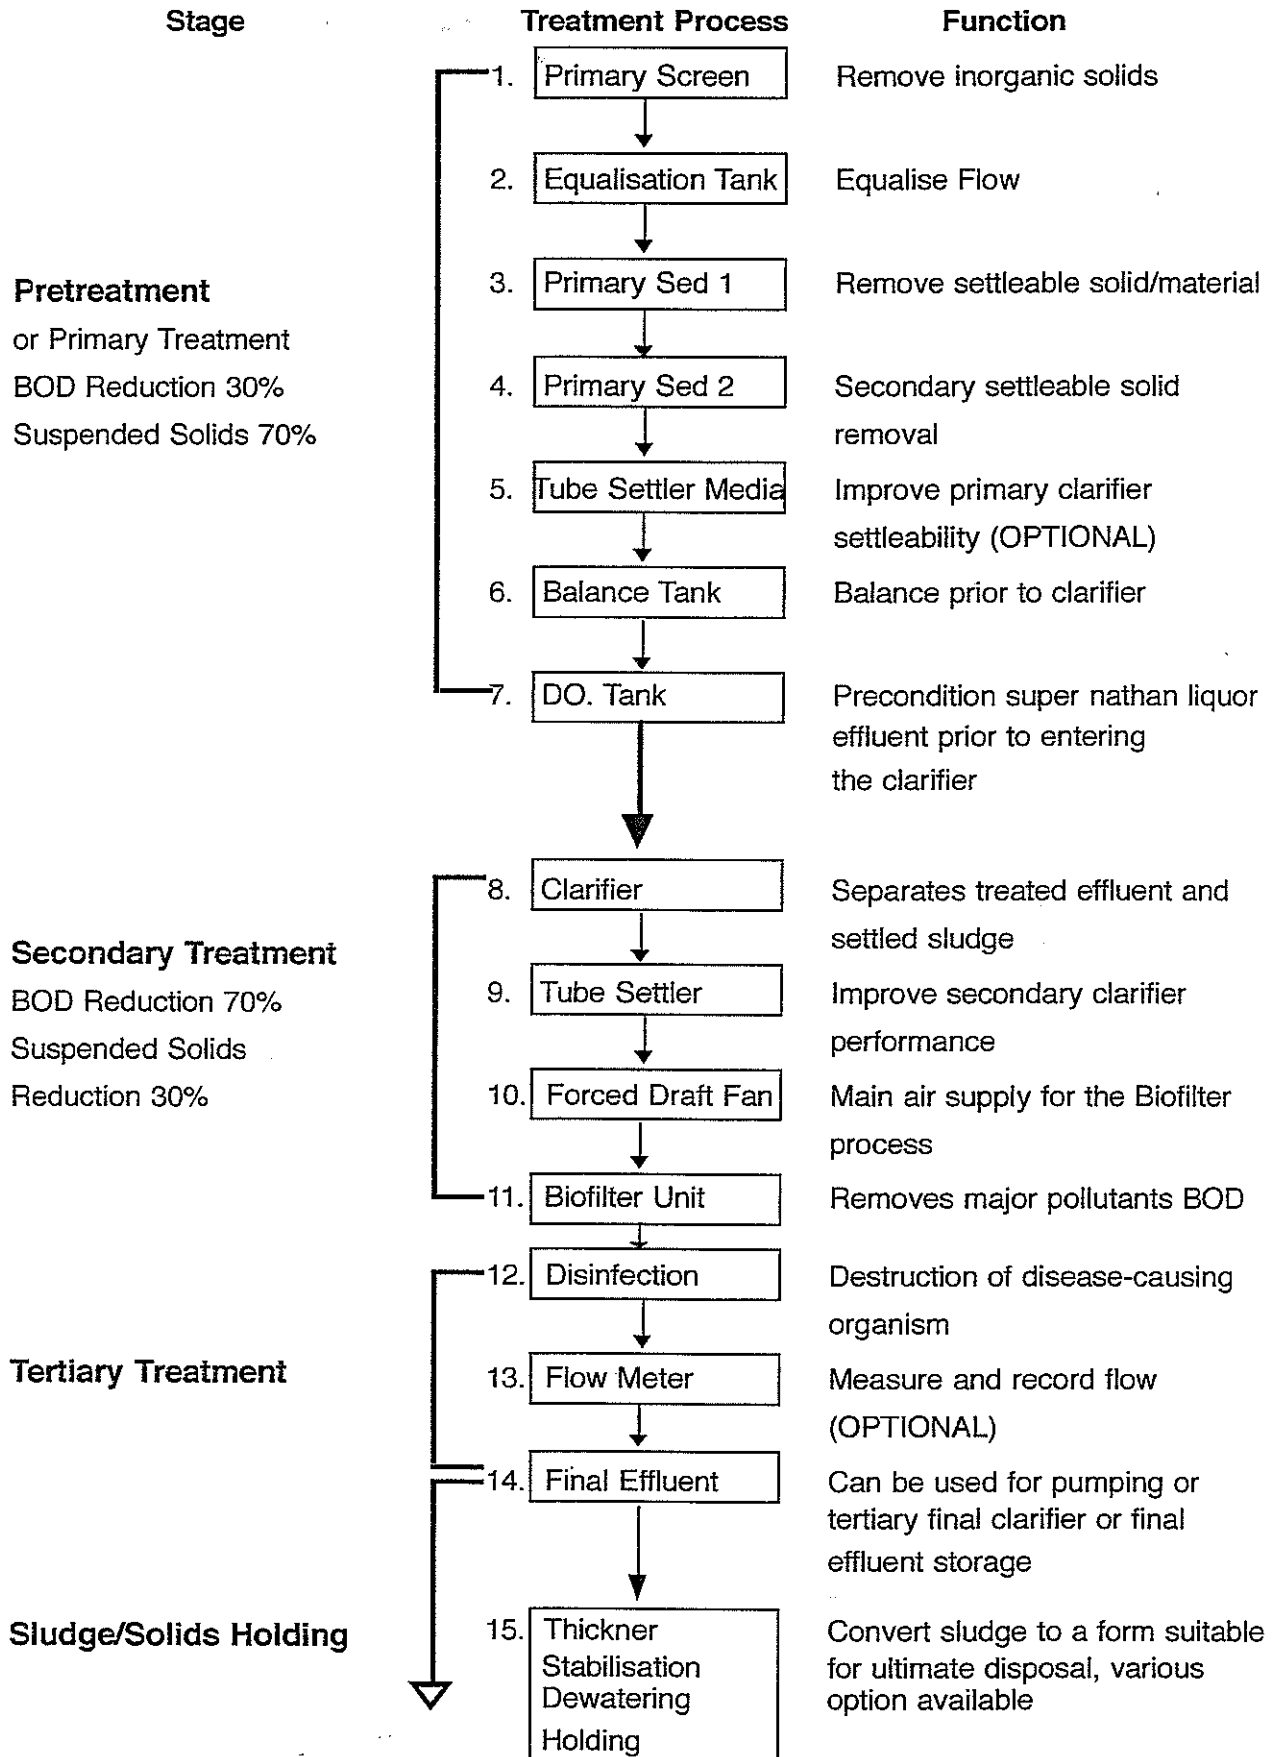 Stage Treatment Process Function
1. Primary Screen Remove inorganic solids
2. Equalisation Tank Equalise Flow
Pretreatment
or Primary Treatment
BOD Reduction 30%
Suspended Solids 70%
3. Primary Sed 1 Remove settleable solid/material
4. Primary Sed 2 Secondary settleable solid
removal
5. Tube Settler Media Improve primary clarifier
settleability (OPTIONAL)
6. Balance Tank Balance prior to clarifier
7. DO. Tank Precondition super nathan liquor
effluent prior to entering
the clarifier
8. Clarifier Separates treated effluent and
settled sludge
Secondary Treatment
BOD Reduction 70%
Suspended Solids
Reduction 30%
9. Tube Settler Improve secondary clarifier
performance
10. Forced Draft Fan Main air supply for the Biofilter
process
11. Biofilter Unit Removes major pollutants BOD
12. Disinfection Destruction of disease-causing
organism
Tertiary Treatment
13. Flow Meter Measure and record flow
(OPTIONAL)
14. Final Effluent Can be used for pumping or
tertiary final clarifier or final
effluent storage
Sludge/Solids Holding
15. Thickner Convert sludge to a form suitable
Stabilisation for ultimate disposal, various
Dewatering option available
Holding